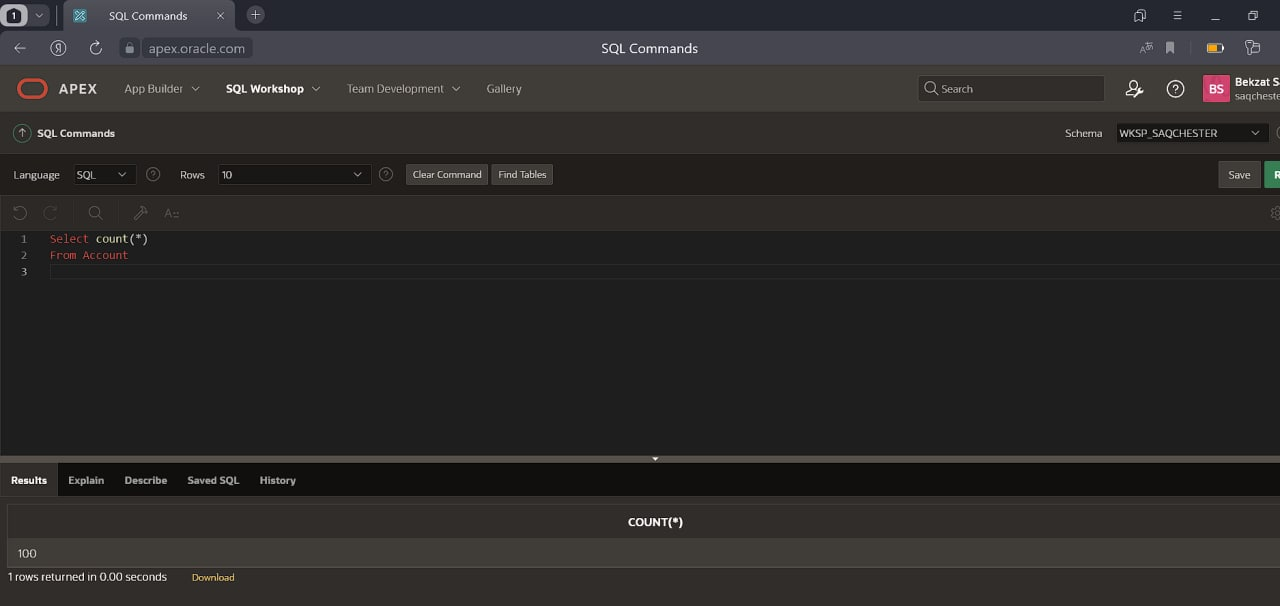 1
SQL Commands
apex.oracle.com
SQL Commands
APEX
App Builder
SQL Workshop
Team Development
Gallery
Search
BS
Bekzat S
saqcheste
SQL Commands
Schema
WKSP_SAQCHESTER
Language
SQL
Rows
10
Clear Command
Find Tables
Save
R
A::
1 Select count(*)
2 From Account
3
Results
Explain
Describe
Saved SQL
History
COUNT(*)
100
1 rows returned in 0.00 seconds
Download